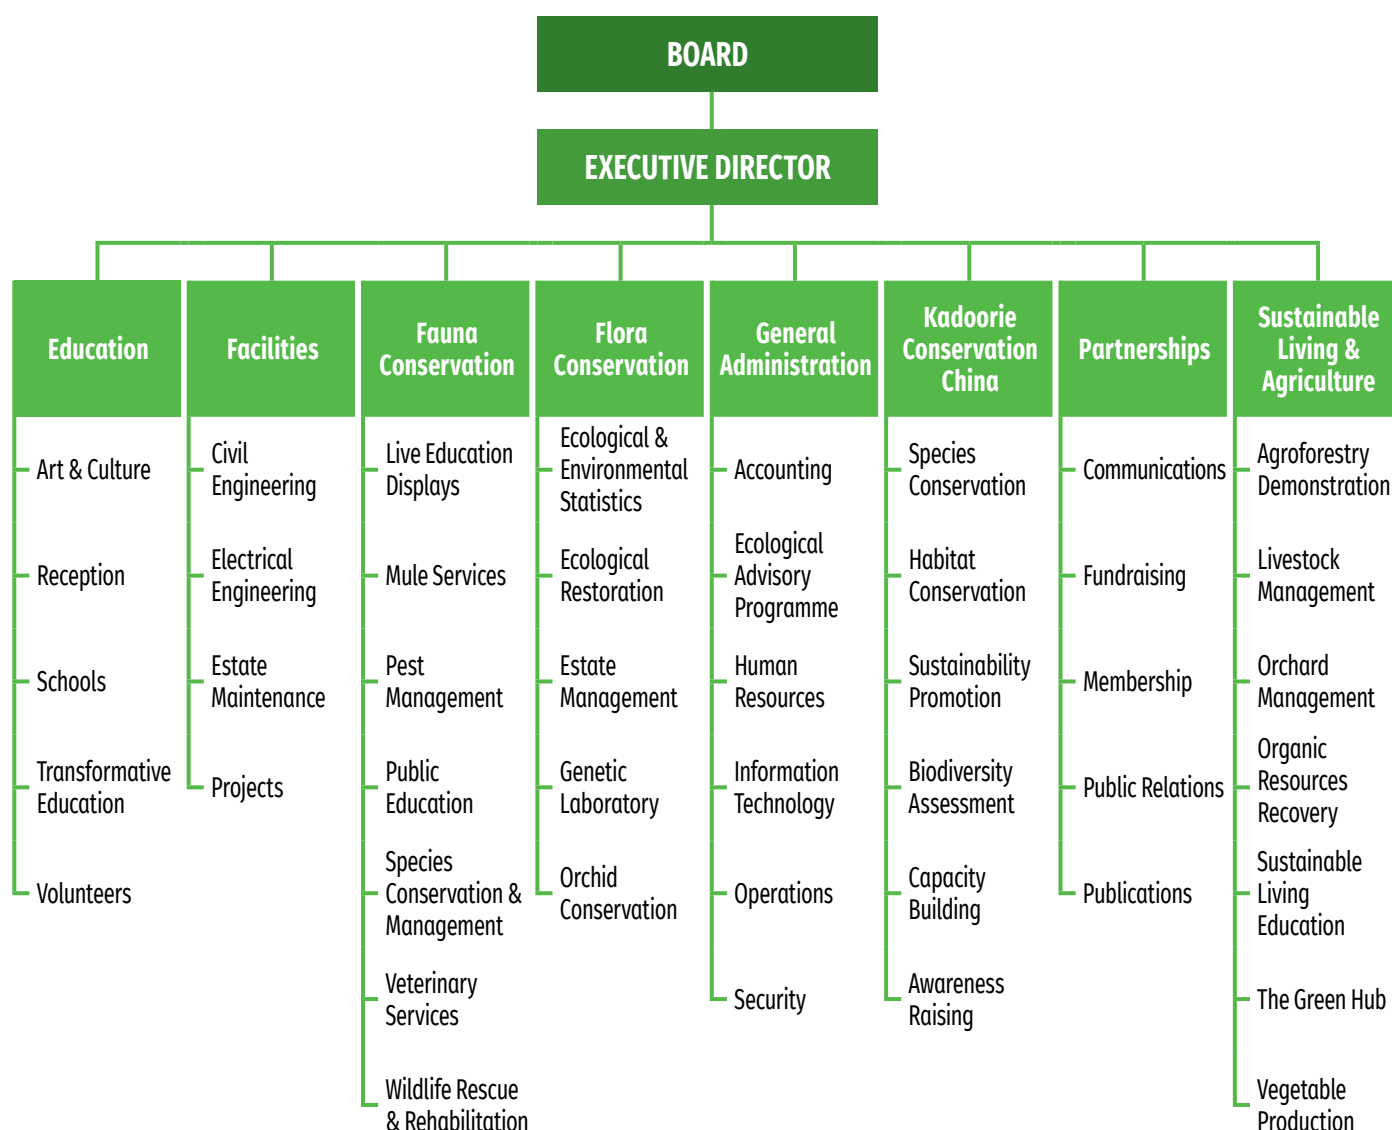 BOARD
EXECUTIVE DIRECTOR
Education
Art & Culture
Reception
Schools
Transformative
Education
Volunteers
Facilities
Civil
Engineering
Electrical
Engineering
Estate
Maintenance
Projects
Fauna
Conservation
Live Education
Displays
Mule Services
Pest
Management
Public
Education
Species
Conservation &
Management
Veterinary
Services
Wildlife Rescue
& Rehabilitation
Flora
Conservation
Ecological &
Environmental
Statistics
Ecological
Restoration
Estate
Management
Genetic
Laboratory
Orchid
Conservation
General
Administration
Accounting
Ecological
Advisory
Programme
Human
Resources
Information
Technology
Operations
Security
Kadoorie
Conservation
China
Species
Conservation
Habitat
Conservation
Sustainability
Promotion
Biodiversity
Assessment
Capacity
Building
Awareness
Raising
Partnerships
Communications
Fundraising
Membership
Public Relations
Publications
Sustainable
Living &
Agriculture
Agroforestry
Demonstration
Livestock
Management
Orchard
Management
Organic
Resources
Recovery
Sustainable
Living
Education
The Green Hub
Vegetable
Production